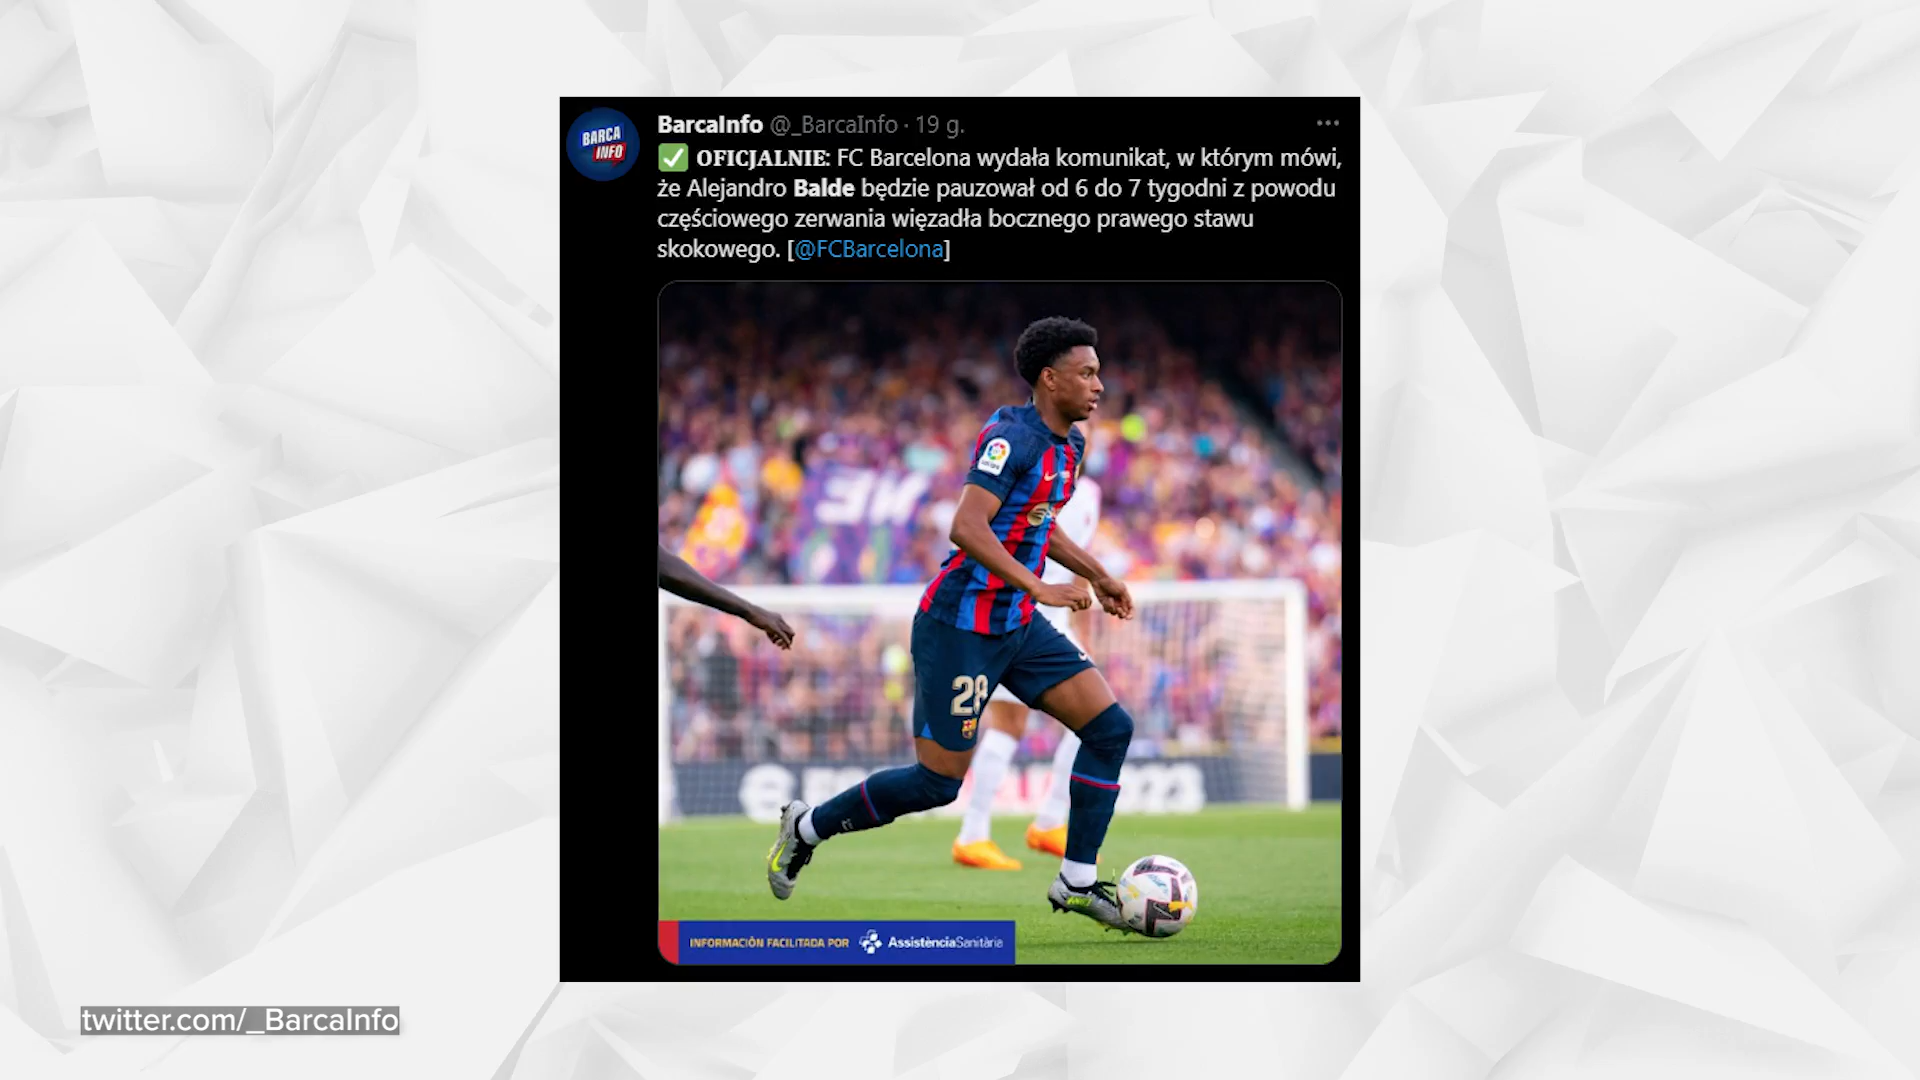 BARCA
INFO
BarcaInfo @_BarcaInfo · 19 g.
✅ OFICJALNIE: FC Barcelona wydała komunikat, w którym mówi,
że Alejandro Balde będzie pauzował od 6 do 7 tygodni z powodu
częściowego zerwania więzadła bocznego prawego stawu
skokowego. [@FCBarcelona]
28
INFORMACIÓN FACILITADA POR AssistènciaSanitària
twitter.com/_BarcaInfo